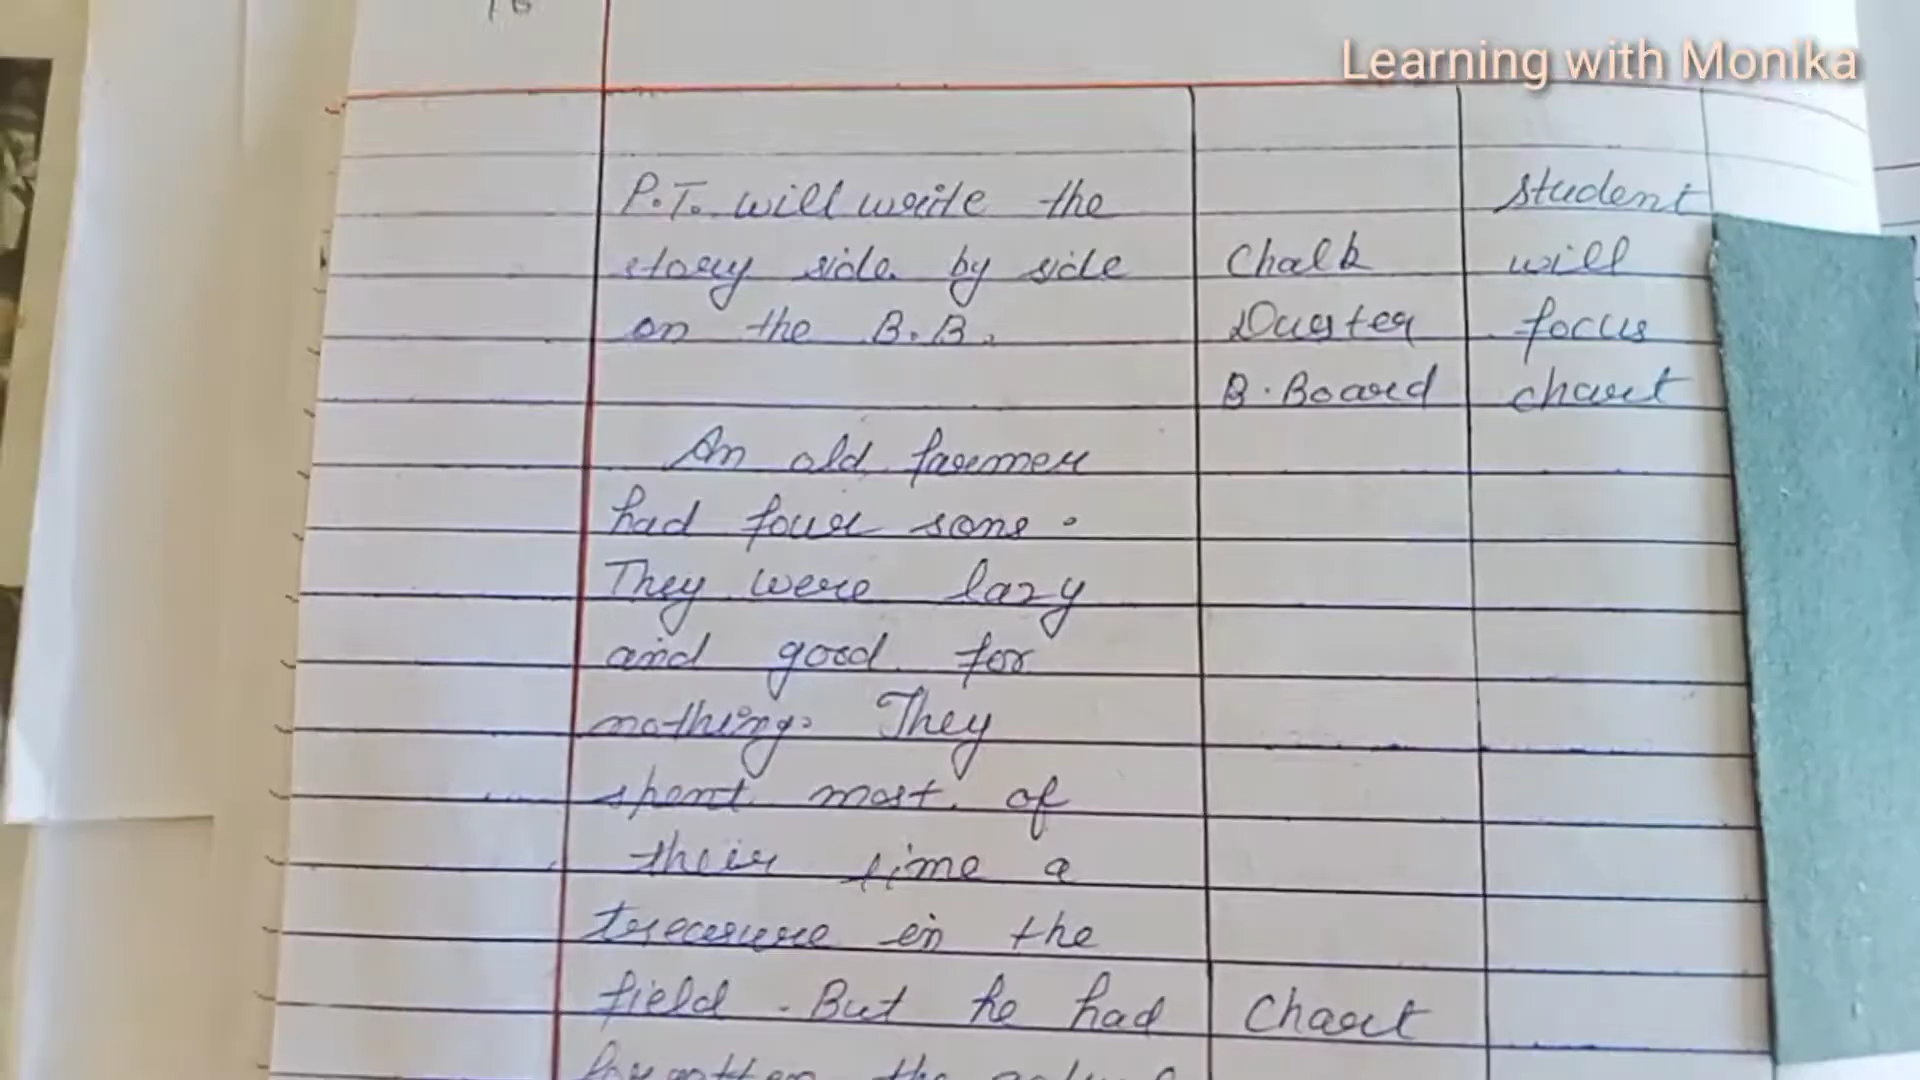 Learning with Monika
P.T. will write the
story side by side
on the B.B.
Chalk
Duster
B. Board
student
will
focus
chart
An old farmer
had four sons.
They were lazy
and good for
nothing. They
spent most of
their time a
treasure in the
field. But he had
Chart
the